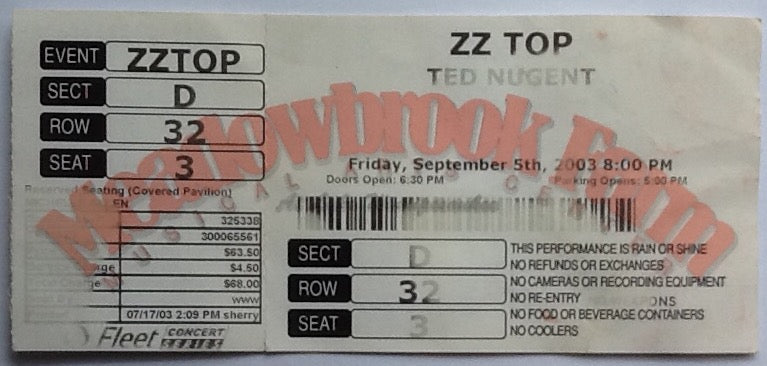 EVENT ZZTOP
SECT D
ROW 32
SEAT 3
Reserved Seating (Covered Pavilion)
EN
325338
300065561
$63.50
$4.50
$68.00
www
07/17/03 2:09 PM sherry
Fleet CONCERT SERIES
ZZ TOP
TED NUGENT
Meadowbrook Farm
MUSICAL ARTS CENTER
Friday, September 5th, 2003 8:00 PM
Doors Open: 6:30 PM Parking Opens: 5:00 PM
SECT D
ROW 32
SEAT 3
THIS PERFORMANCE IS RAIN OR SHINE
NO REFUNDS OR EXCHANGES
NO CAMERAS OR RECORDING EQUIPMENT
NO RE-ENTRY
NO FOOD OR BEVERAGE CONTAINERS
NO COOLERS